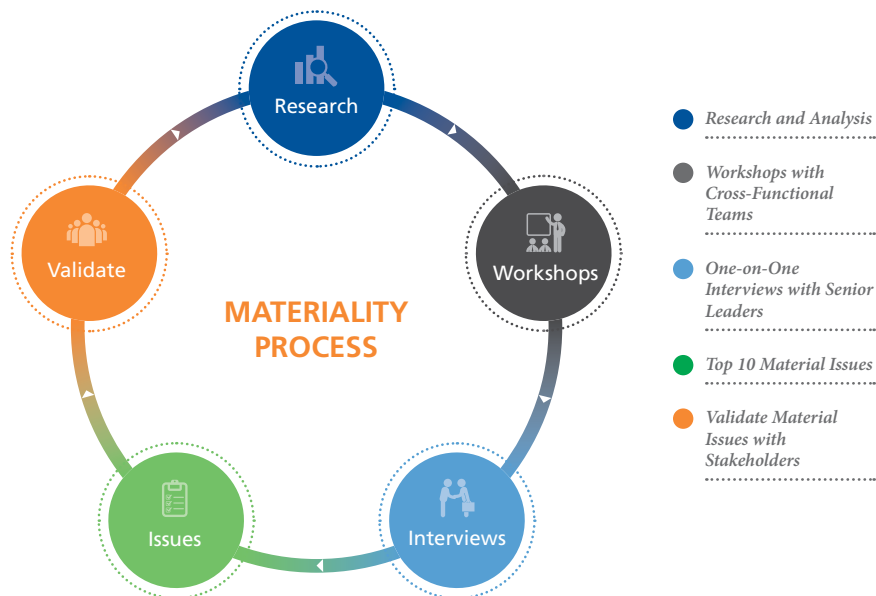 Research
Validate
Workshops
MATERIALITY
PROCESS
Issues
Interviews
Research and Analysis
Workshops with
Cross-Functional
Teams
One-on-One
Interviews with Senior
Leaders
Top 10 Material Issues
Validate Material
Issues with
Stakeholders